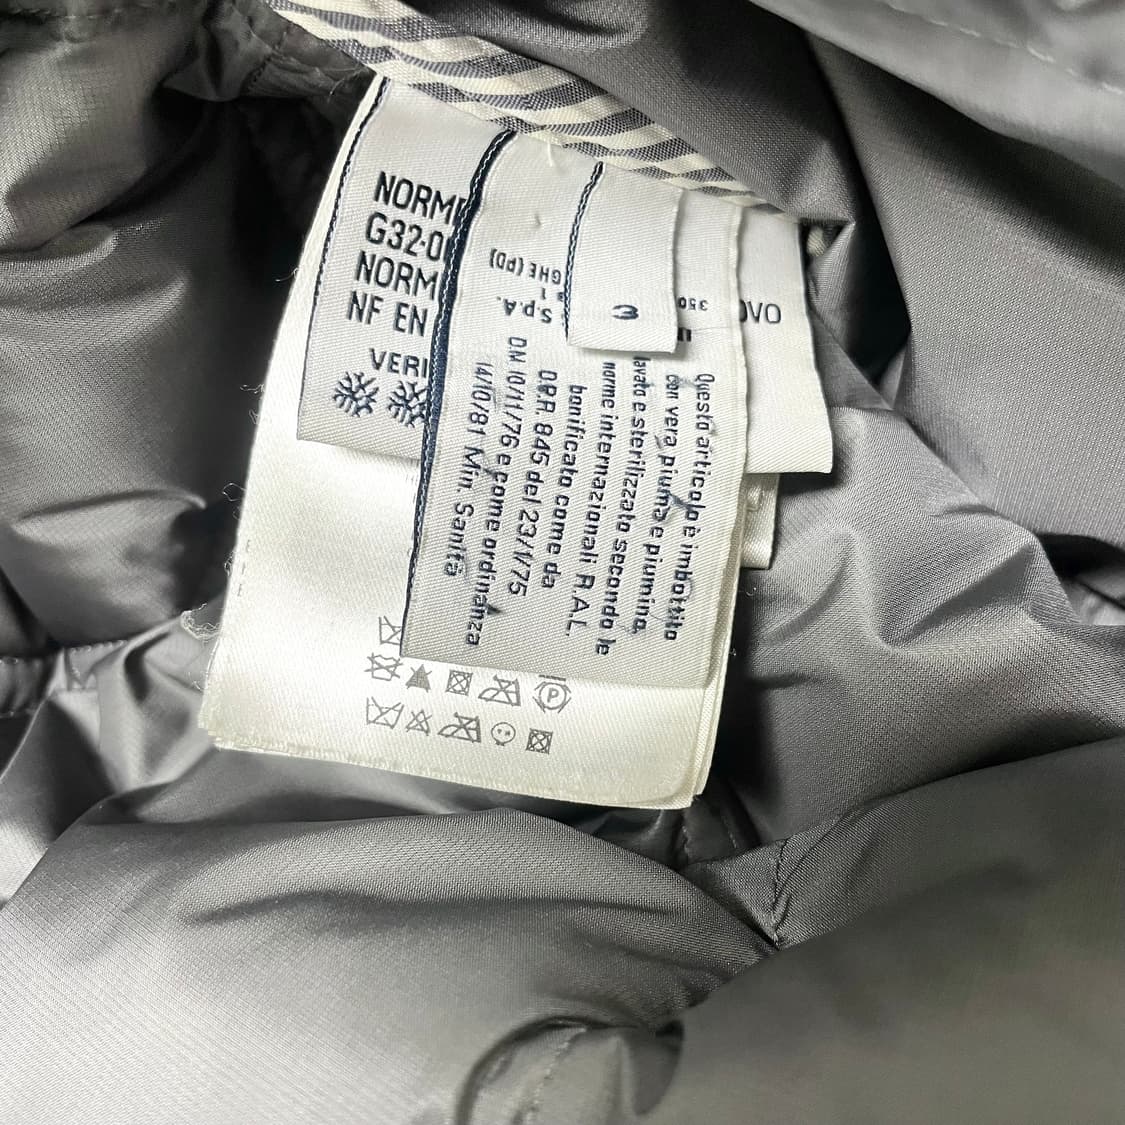 NORM
G32-0
NORM
NF EN
VERI
GHE (PD)
1
S.p.A.
3
350
OVO
Questo articolo è imbottito
con vera piuma e piumino,
lavato e sterilizzato secondo le
norme internazionali R.A.L.
bonificato come da
D.P.R. 845 del 23/V/75
DM 10/11/76 e come ordinanza
14/10/81 Min. Sanità
P